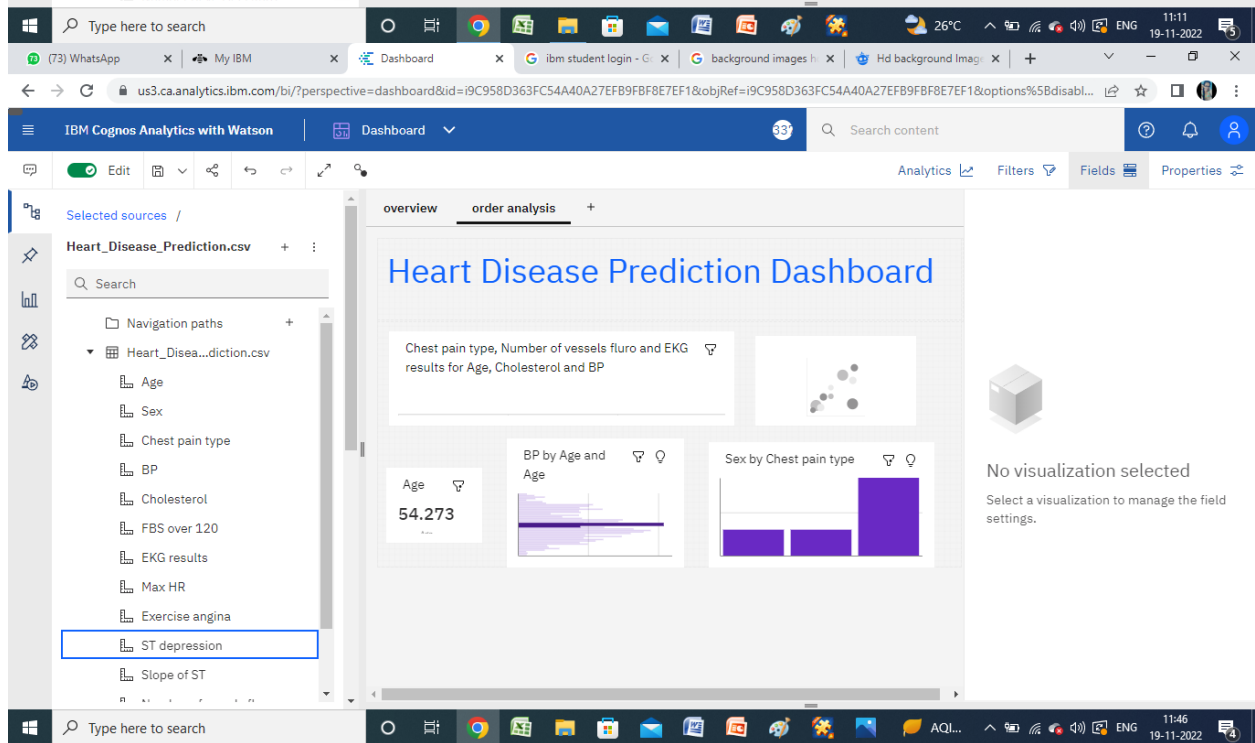 Type here to search
26°C
ENG
11:11
19-11-2022
5
(73) WhatsApp
My IBM
Dashboard
ibm student login - Go
background images h
Hd background Image
us3.ca.analytics.ibm.com/bi/?perspective=dashboard&id=i9C958D363FC54A40A27EFB9FBF8E7EF1&objRef=i9C958D363FC54A40A27EFB9FBF8E7EF1&options%5Bdisabl...
IBM Cognos Analytics with Watson
Dashboard
Search content
Edit
Analytics
Filters
Fields
Properties
Selected sources /
Heart_Disease_Prediction.csv
Search
Navigation paths
Heart_Disea...diction.csv
Age
Sex
Chest pain type
BP
Cholesterol
FBS over 120
EKG results
Max HR
Exercise angina
ST depression
Slope of ST
overview
order analysis
Heart Disease Prediction Dashboard
Chest pain type, Number of vessels fluro and EKG
results for Age, Cholesterol and BP
Age
54.273
BP by Age and
Age
Sex by Chest pain type
No visualization selected
Select a visualization to manage the field
settings.
Type here to search
AQI...
ENG
11:46
19-11-2022
4